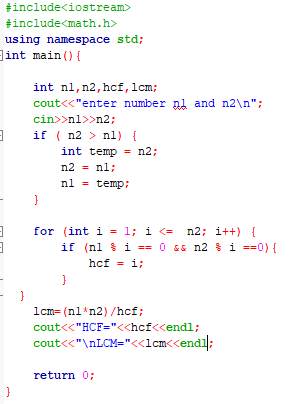 #include<iostream>
#include<math.h>
using namespace std;
int main(){
int n1,n2,hcf,lcm;
cout<<"enter number n1 and n2\n";
cin>>n1>>n2;
if ( n2 > n1) {
int temp = n2;
n2 = n1;
n1 = temp;
}
for (int i = 1; i <=  n2; i++) {
if (n1 % i == 0 && n2 % i ==0){
hcf = i;
}
}
lcm=(n1*n2)/hcf;
cout<<"HCF="<<hcf<<endl;
cout<<"\nLCM="<<lcm<<endl;
return 0;
}